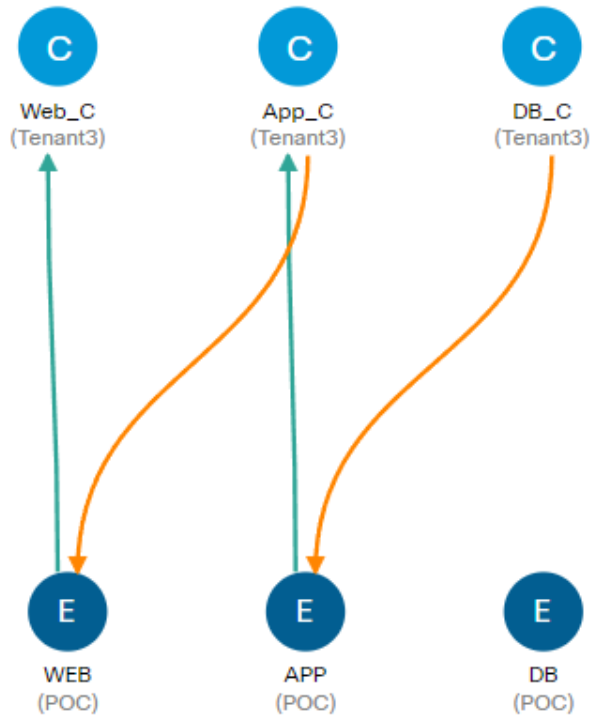 C C C
Web_C App_C DB_C
(Tenant3) (Tenant3) (Tenant3)
E E E
WEB APP DB
(POC) (POC) (POC)